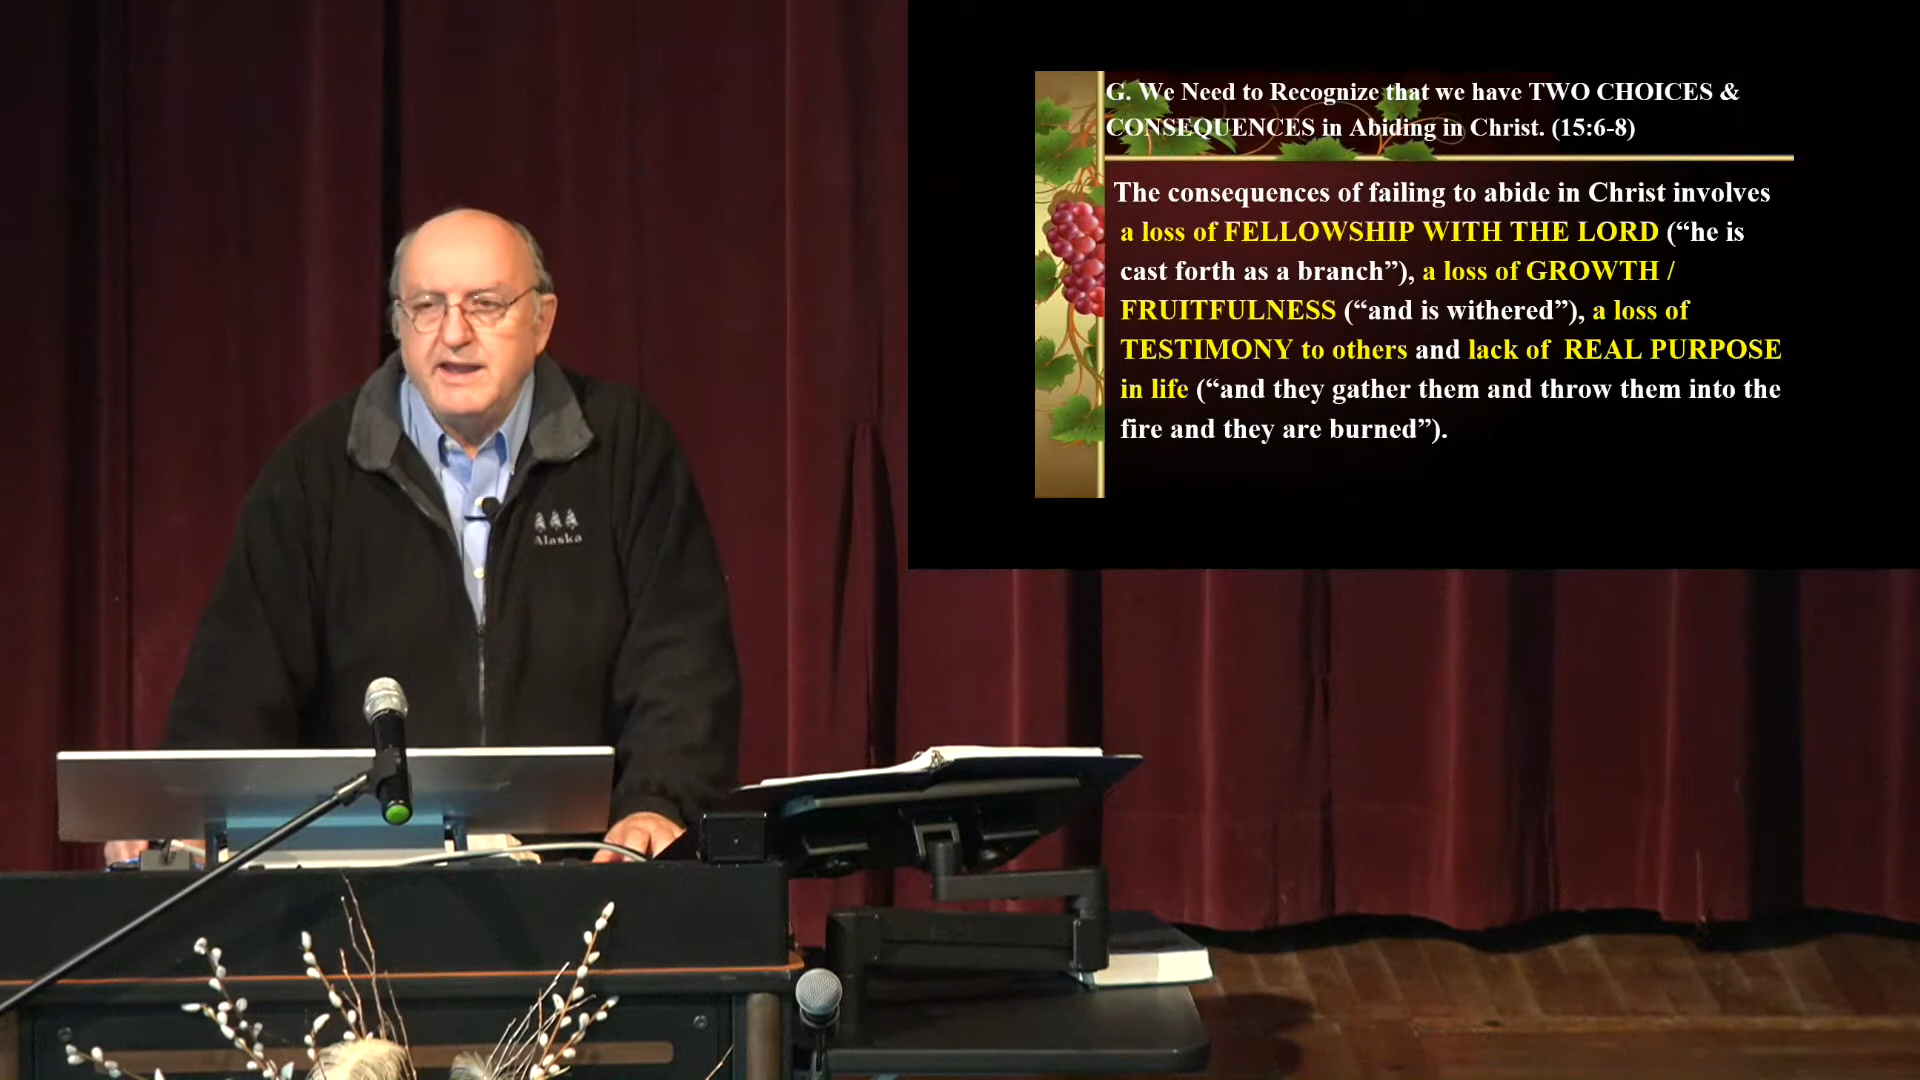 G. We Need to Recognize that we have TWO CHOICES &
CONSEQUENCES in Abiding in Christ. (15:6-8)
The consequences of failing to abide in Christ involves
a loss of FELLOWSHIP WITH THE LORD (“he is
cast forth as a branch”), a loss of GROWTH /
FRUITFULNESS (“and is withered”), a loss of
TESTIMONY to others and lack of REAL PURPOSE
in life (“and they gather them and throw them into the
fire and they are burned”).
Alaska